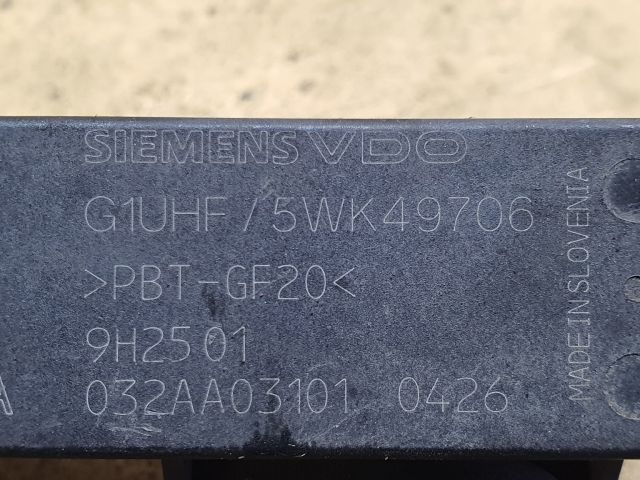 SIEMENS VDO
G1UHF / 5WK49706
>PBT-GF20<
9H25 01
032AA03101 0426
MADE IN SLOVENIA